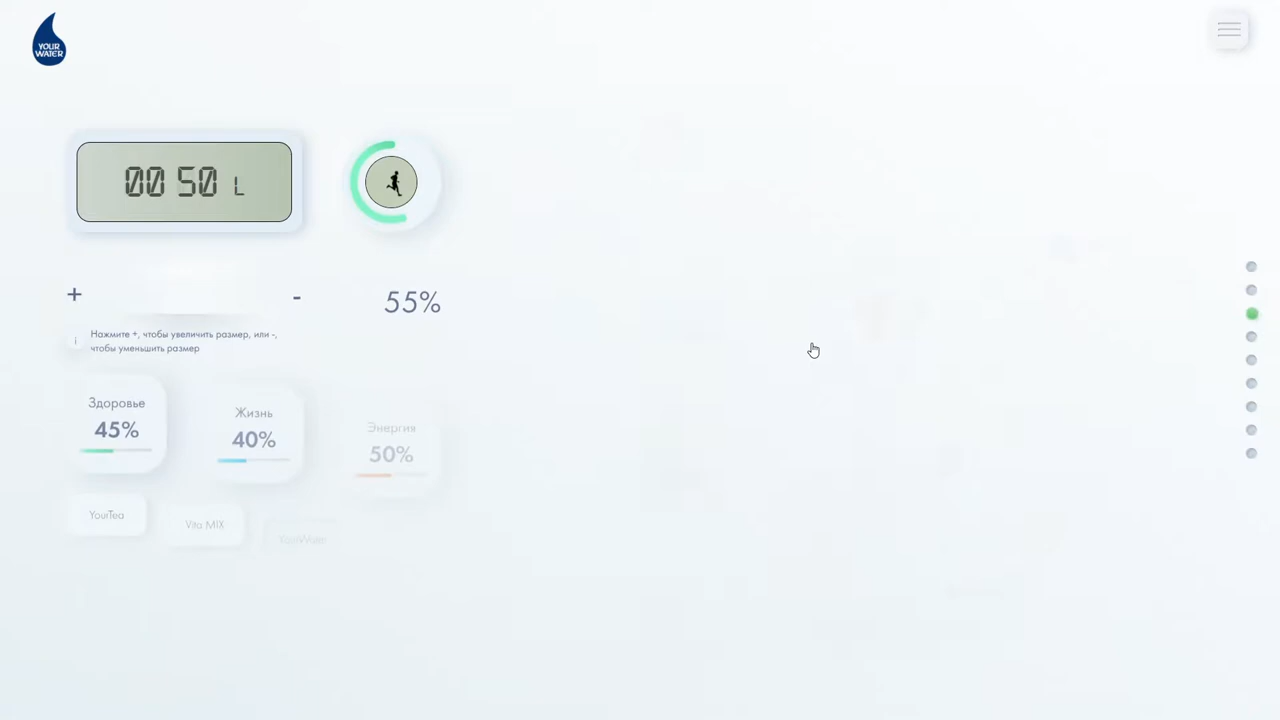 YOUR
WATER
00 50 L
+
-
55%
Нажмите +, чтобы увеличить размер, или -,
чтобы уменьшить размер
i
Здоровье
45%
Жизнь
40%
Энергия
50%
YourTea
Vita MIX
YourWater